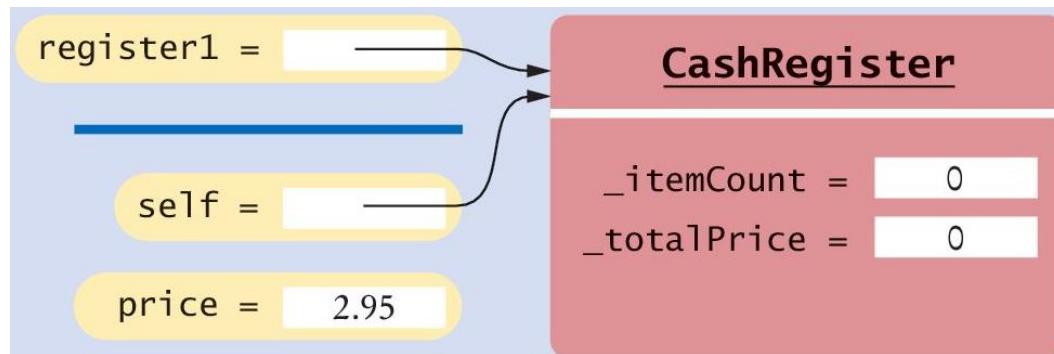 register1 =
CashRegister
self =
_itemCount = 0
_totalPrice = 0
price = 2.95